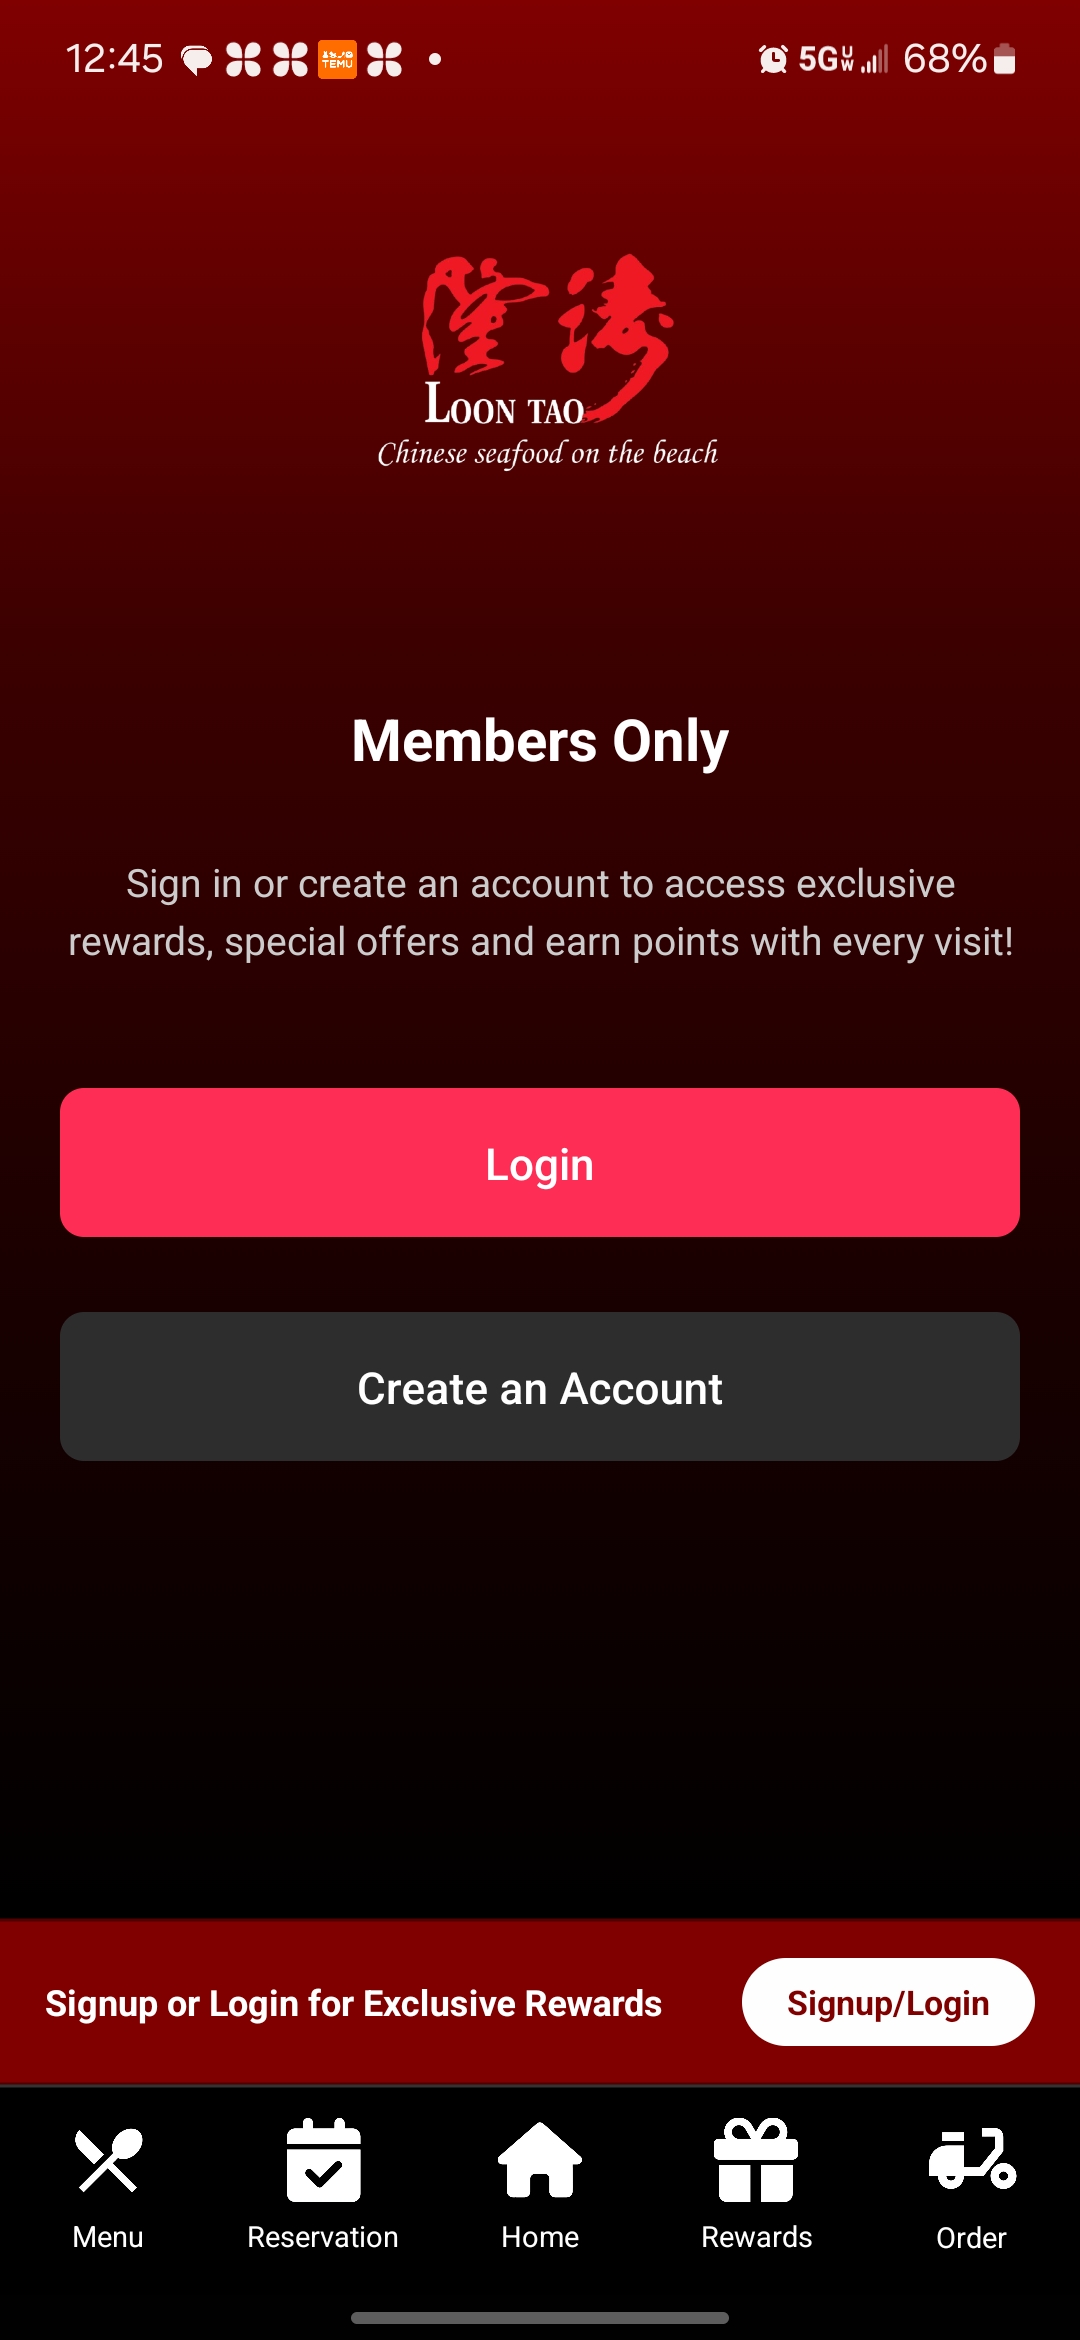 12:45
TEMU
5G UW 68%
隆濤
LOON TAO
Chinese seafood on the beach
Members Only
Sign in or create an account to access exclusive
rewards, special offers and earn points with every visit!
Login
Create an Account
Signup or Login for Exclusive Rewards
Signup/Login
Menu
Reservation
Home
Rewards
Order